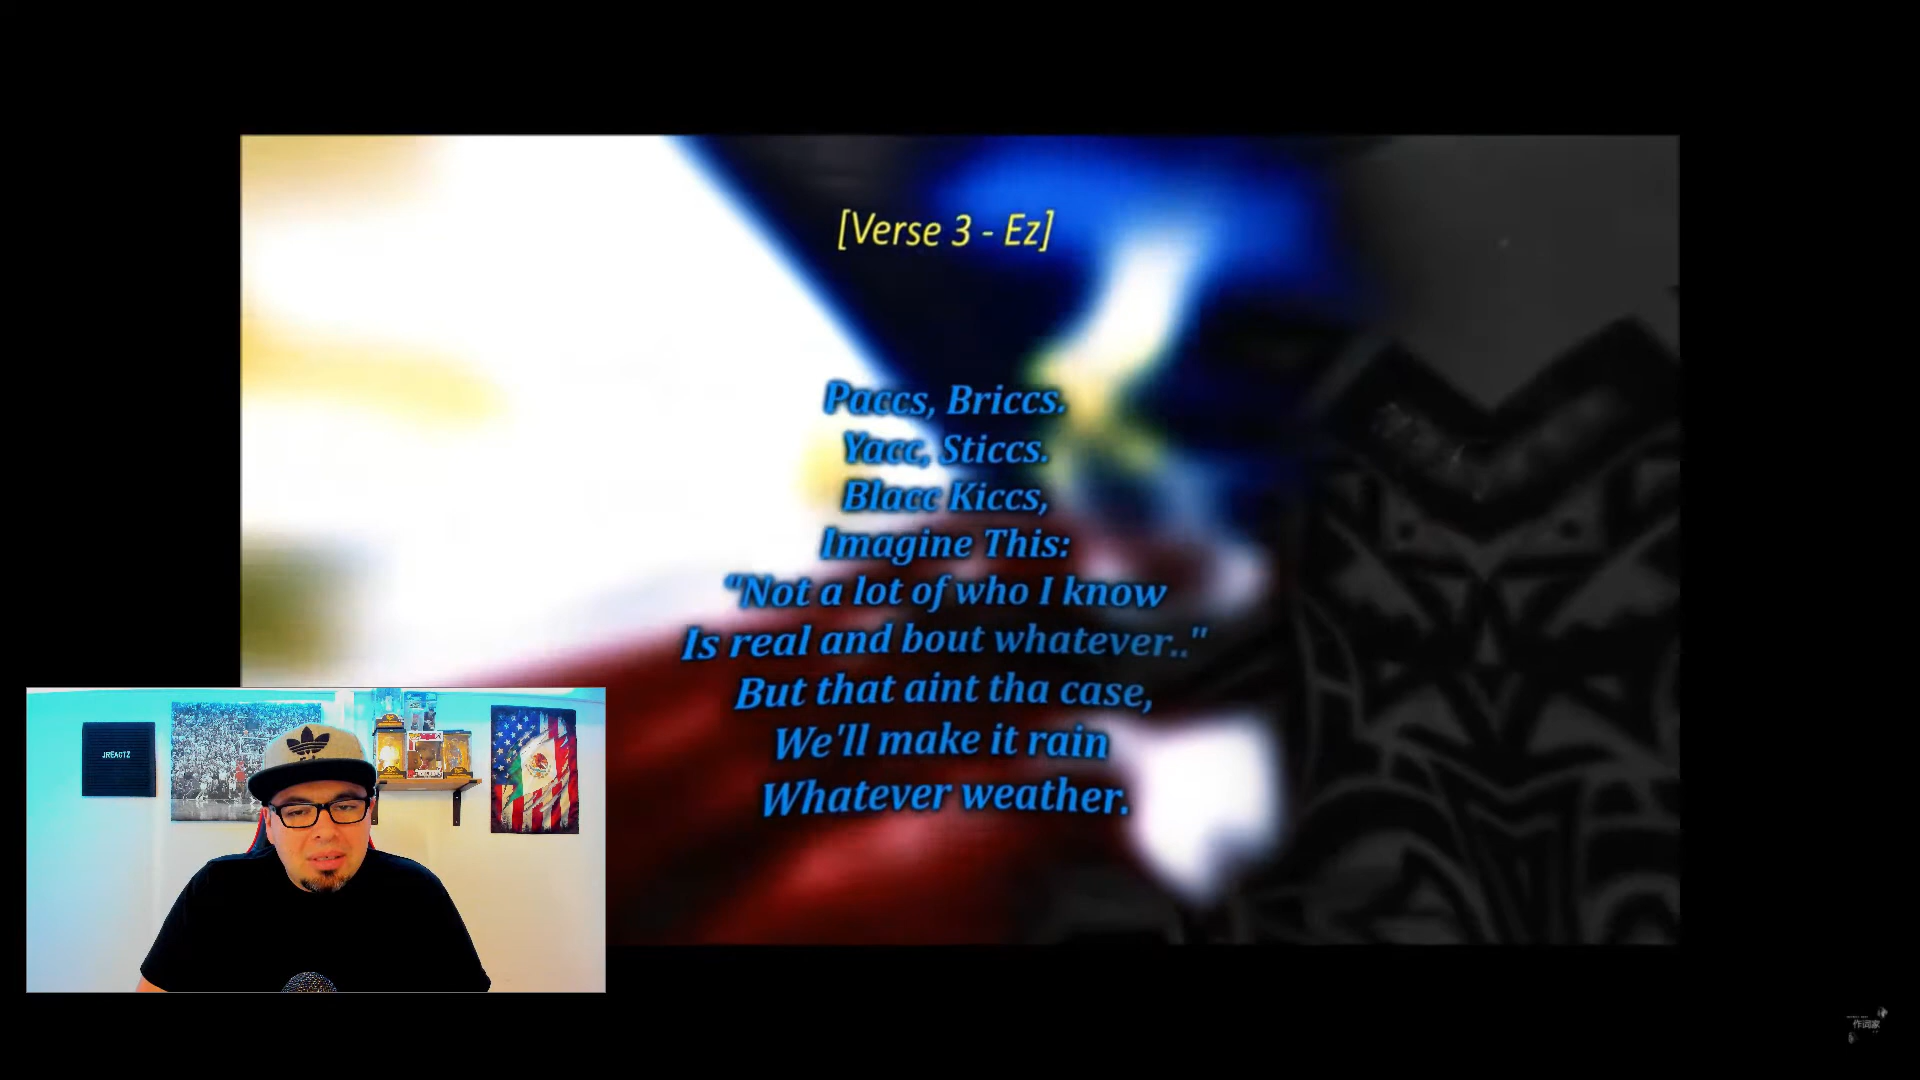 [Verse 3 - Ez]
Paccs, Briccs.
Yacc, Sticcs.
Blacc Kiccs,
Imagine This:
"Not a lot of who I know
Is real and bout whatever.."
But that aint tha case,
We'll make it rain
Whatever weather.
JREACTZ
作词家